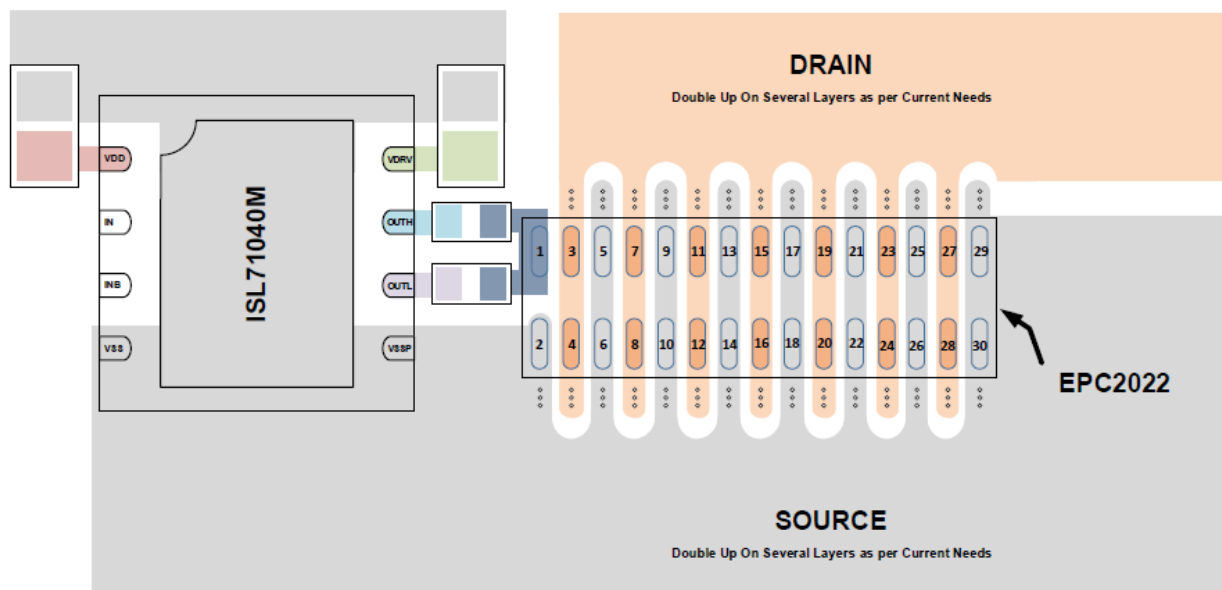 DRAIN
Double Up On Several Layers as per Current Needs
VDD
VDRV
IN
OUTH
INB
OUTL
VSS
VSSP
ISL71040M
1 3 5 7 9 11 13 15 17 19 21 23 25 27 29
2 4 6 8 10 12 14 16 18 20 22 24 26 28 30
EPC2022
SOURCE
Double Up On Several Layers as per Current Needs